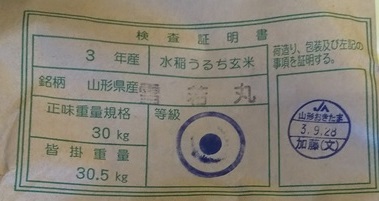 検査証明書
3 年産 水稲うるち玄米
銘柄 山形県産 雪若丸
正味重量規格 等級
30 kg
皆掛重量
30.5 kg
荷造り、包装及び左記の
事項を証明する。
JA
山形おきたま
3.9.28
加藤(文)